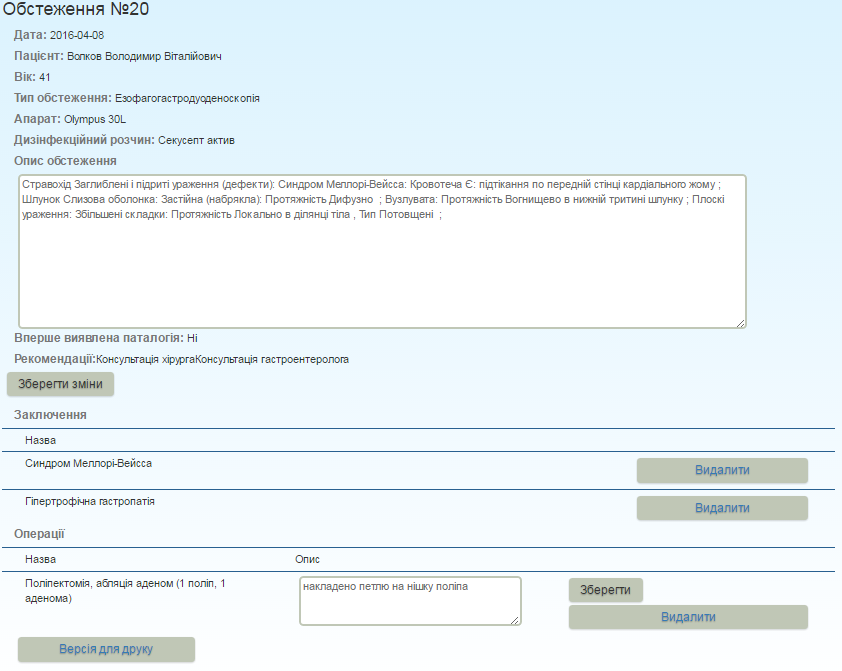 Обстеження №20
Дата: 2016-04-08
Пацієнт: Волков Володимир Віталійович
Вік: 41
Тип обстеження: Езофагогастродуоденоскопія
Апарат: Olympus 30L
Дизінфекційний розчин: Секусепт актив
Опис обстеження
Стравохід Заглиблені і підриті ураження (дефекти): Синдром Меллорі-Вейсса: Кровотеча Є: підтікання по передній стінці кардіального жому ;
Шлунок Слизова оболонка: Застійна (набрякла): Протяжність Дифузно ; Вузлувата: Протяжність Вогнищево в нижній тритині шлунку ; Плоскі
ураження: Збільшені складки: Протяжність Локально в ділянці тіла , Тип Потовщені ;
Вперше виявлена паталогія: Ні
Рекомендації:Консультація хірургаКонсультація гастроентеролога
Зберегти зміни
Заключення
Назва
Синдром Меллорі-Вейсса Видалити
Гіпертрофічна гастропатія Видалити
Операції
Назва Опис
Поліпектомія, абляція аденом (1 поліп, 1 накладено петлю на нішку поліпа Зберегти
аденома)
Видалити
Версія для друку